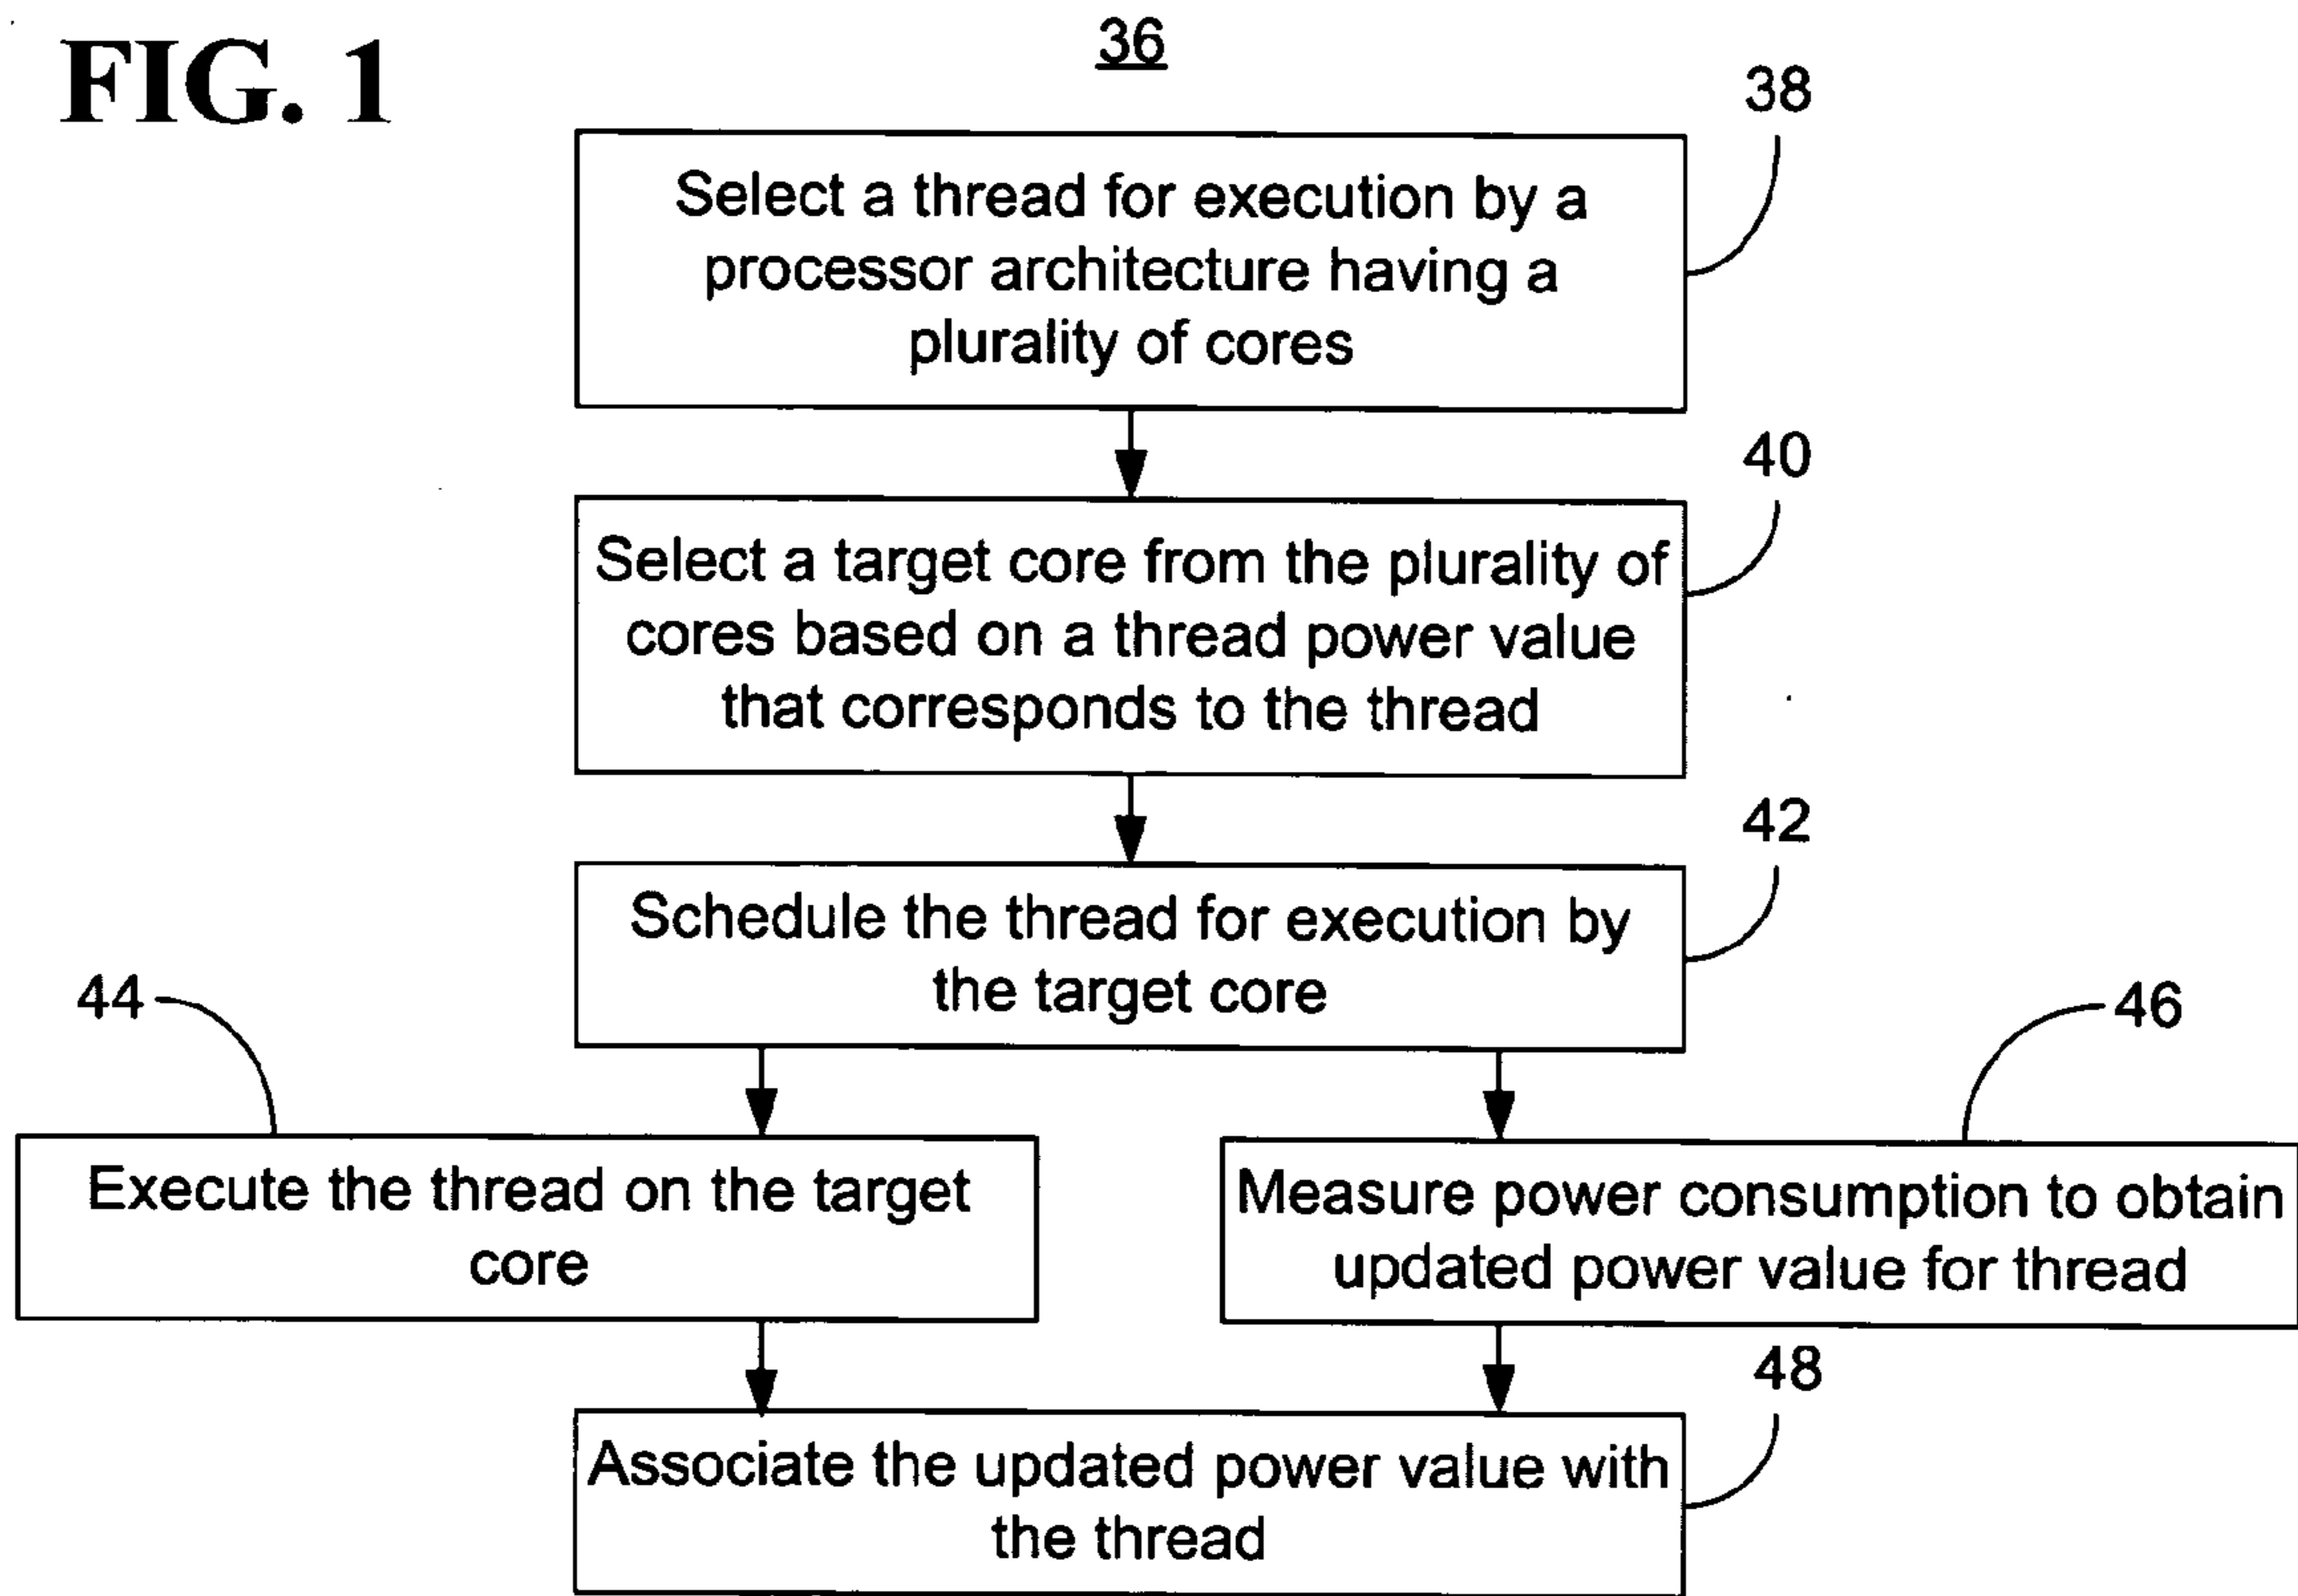 FIG. 1
36
38
Select a thread for execution by a
processor architecture having a
plurality of cores
40
Select a target core from the plurality of
cores based on a thread power value
that corresponds to the thread
42
Schedule the thread for execution by
the target core
44
46
Execute the thread on the target
core
Measure power consumption to obtain
updated power value for thread
48
Associate the updated power value with
the thread